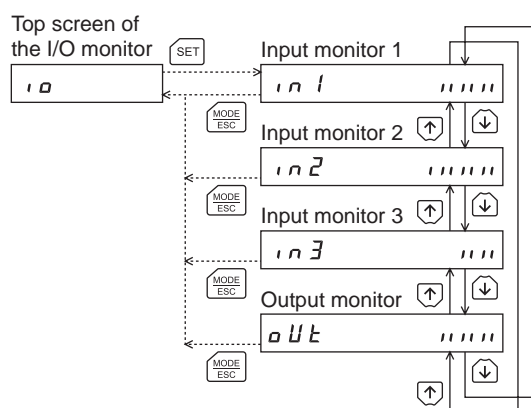 Top screen of
the I/O monitor
SET
Input monitor 1
io
in1
MODE
ESC
Input monitor 2
in2
MODE
ESC
Input monitor 3
in3
MODE
ESC
Output monitor
oUt
MODE
ESC